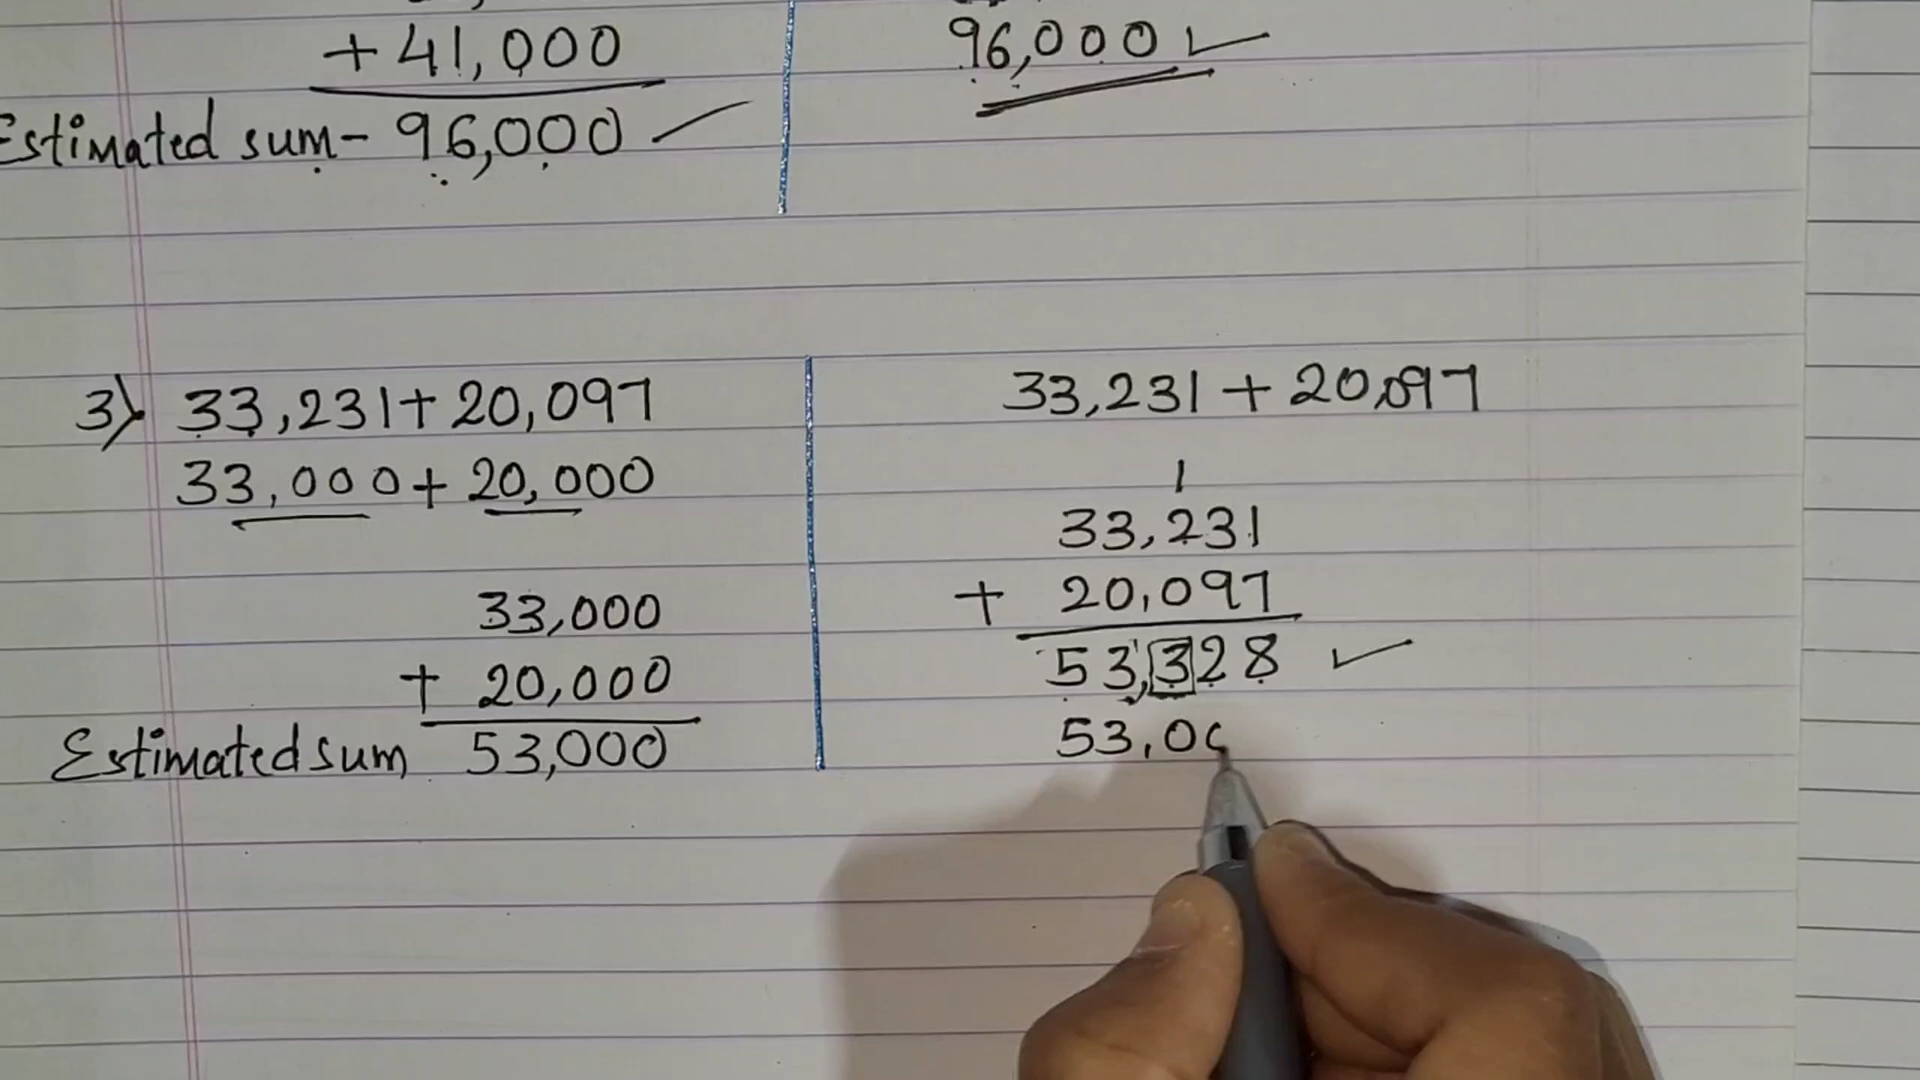 + 41,000
Estimated sum - 96,000
96,000
3) 33,231 + 20,097
33,000 + 20,000
33,000
+ 20,000
Estimated sum 53,000
33,231 + 20,097
1
33,231
+ 20,097
53,328
53,00